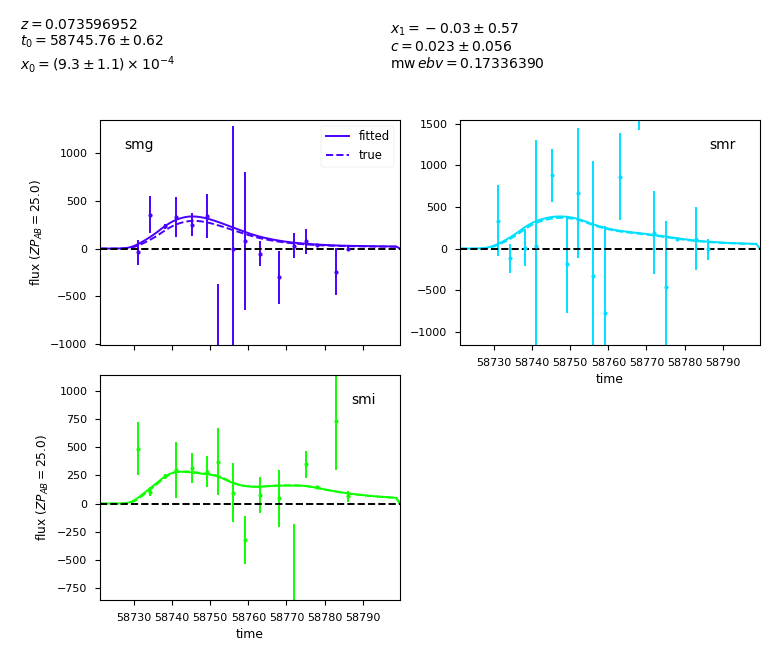 z = 0.073596952
t₀ = 58745.76 ± 0.62
x₀ = (9.3 ± 1.1) × 10⁻⁴
x₁ = −0.03 ± 0.57
c = 0.023 ± 0.056
mw ebv = 0.17336390
smg
fitted
true
1000
500
0
−500
−1000
flux (ZP_AB = 25.0)
smr
1500
1000
500
0
−500
−1000
58730 58740 58750 58760 58770 58780 58790
time
smi
1000
750
500
250
0
−250
−500
−750
flux (ZP_AB = 25.0)
58730 58740 58750 58760 58770 58780 58790
time